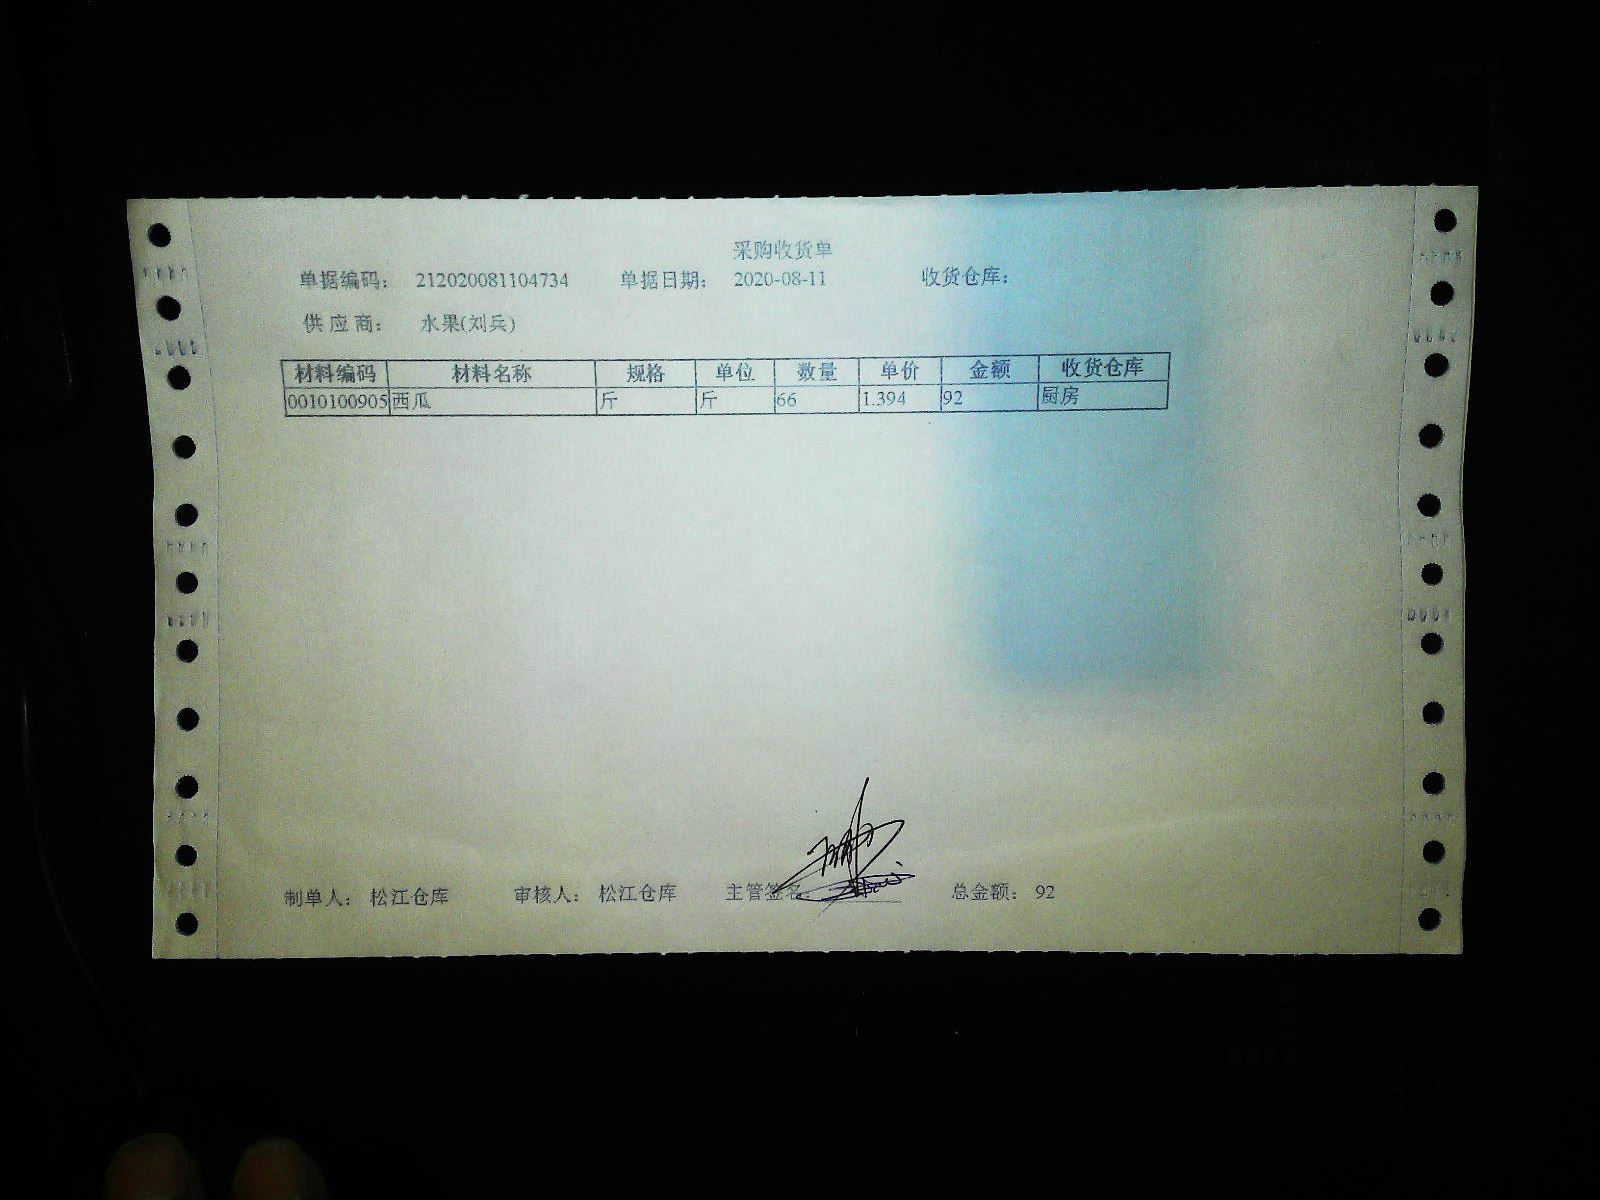 采购收货单
单据编码： 212020081104734 单据日期： 2020-08-11 收货仓库：
供应商： 水果(刘兵)
材料编码 材料名称 规格 单位 数量 单价 金额 收货仓库
0010100905 西瓜 斤 斤 66 1.394 92 厨房
制单人： 松江仓库 审核人： 松江仓库 主管签名: 总金额： 92